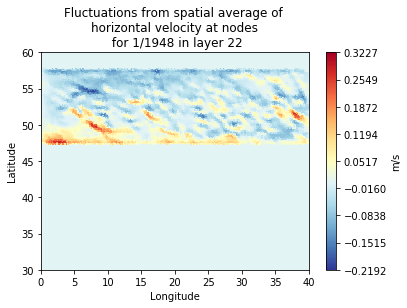 Fluctuations from spatial average of
horizontal velocity at nodes
for 1/1948 in layer 22
60
55
50
45
40
35
30
Latitude
0 5 10 15 20 25 30 35 40
Longitude
0.3227
0.2549
0.1872
0.1194
0.0517
−0.0160
−0.0838
−0.1515
−0.2192
m/s